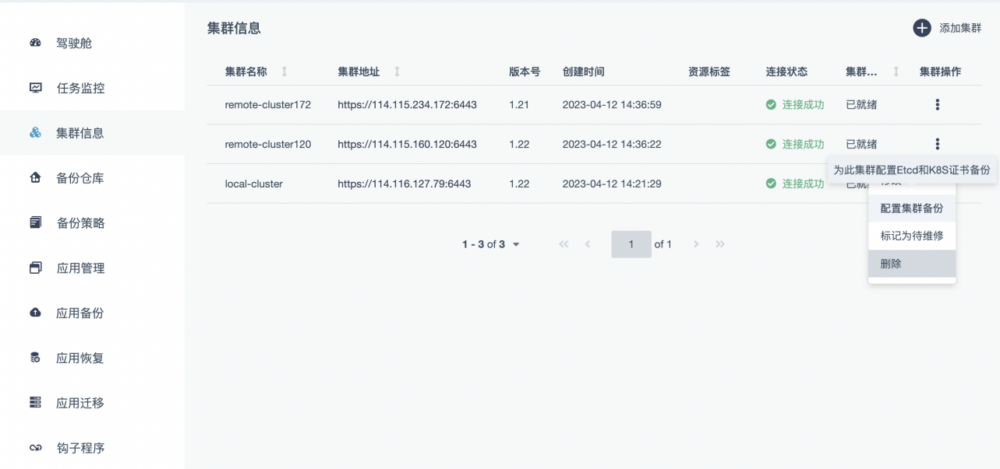 驾驶舱
任务监控
集群信息
备份仓库
备份策略
应用管理
应用备份
应用恢复
应用迁移
钩子程序
集群信息
添加集群
集群名称 集群地址 版本号 创建时间 资源标签 连接状态 集群... 集群操作
remote-cluster172 https://114.115.234.172:6443 1.21 2023-04-12 14:36:59 连接成功 已就绪
remote-cluster120 https://114.115.160.120:6443 1.22 2023-04-12 14:36:22 连接成功 已就绪
为此集群配置Etcd和K8S证书备份
local-cluster https://114.116.127.79:6443 1.22 2023-04-12 14:21:29 连接成功
配置集群备份
标记为待维修
删除
1 - 3 of 3 1 of 1